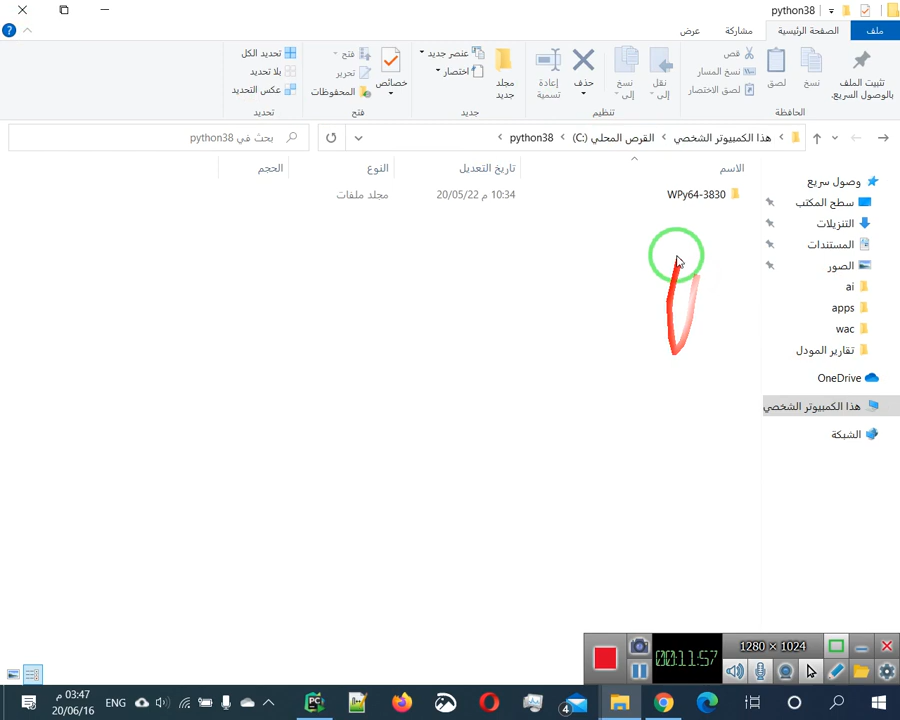 python38
ملف
الصفحة الرئيسية
مشاركة
عرض
تثبيت الملف بالوصول السريع.
نسخ
لصق
قص
نسخ المسار
لصق الاختصار
الحافظة
نقل إلى
نسخ إلى
حذف
إعادة تسمية
تنظيم
مجلد جديد
عنصر جديد
اختصار
جديد
خصائص
فتح
تحرير
المحفوظات
فتح
تحديد الكل
بلا تحديد
عكس التحديد
تحديد
هذا الكمبيوتر الشخصي
القرص المحلي (C:)
python38
بحث في python38
الاسم
تاريخ التعديل
النوع
الحجم
WPy64-3830
20/05/22 10:34 م
مجلد ملفات
وصول سريع
سطح المكتب
التنزيلات
المستندات
الصور
ai
apps
wac
تقارير المودل
OneDrive
هذا الكمبيوتر الشخصي
الشبكة
1280 × 1024
00:11:57
03:47 م
20/06/16
ENG
PC
4